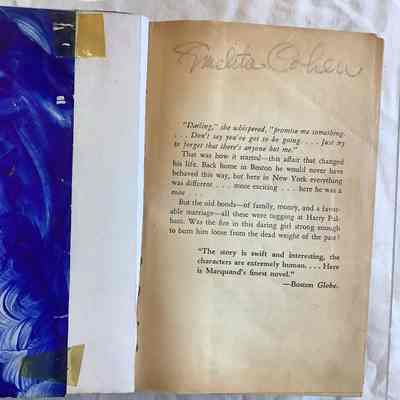 Cohen
"Darling," she whispered, "promise me something.
. . . Don't say you've got to be going. . . . Just try
to forget that there's anyone but me."
That was how it started—this affair that changed
his life. Back home in Boston he would never have
behaved this way, but here in New York everything
was different . . . more exciting . . . here he was a
man . . .
But the old bonds—of family, money, and a favor-
able marriage—all these were tugging at Harry Pul-
ham. Was the fire in this daring girl strong enough
to burn him loose from the dead weight of the past?
"The story is swift and interesting, the
characters are extremely human. . . . Here
is Marquand's finest novel."
—Boston Globe.